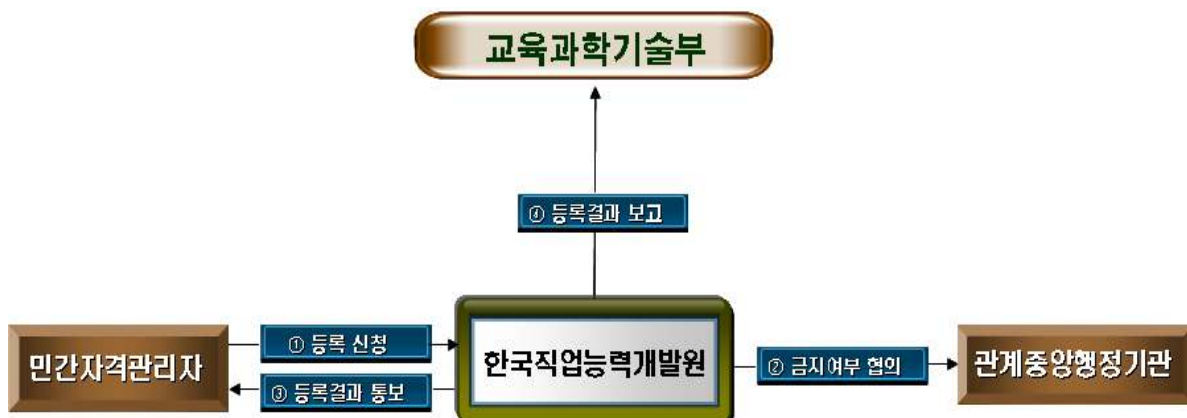 교육과학기술부
④ 등록결과 보고
민간자격관리자
① 등록 신청
③ 등록결과 통보
한국직업능력개발원
② 금지여부 협의
관계중앙행정기관